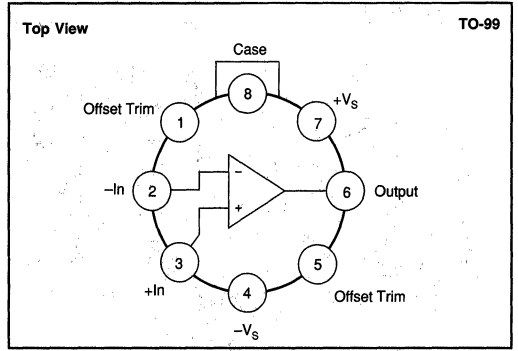 Top View
TO-99
Case
8
Offset Trim
+VS
1
7
–In
2
–
6
Output
+
3
5
+In
4
Offset Trim
–VS